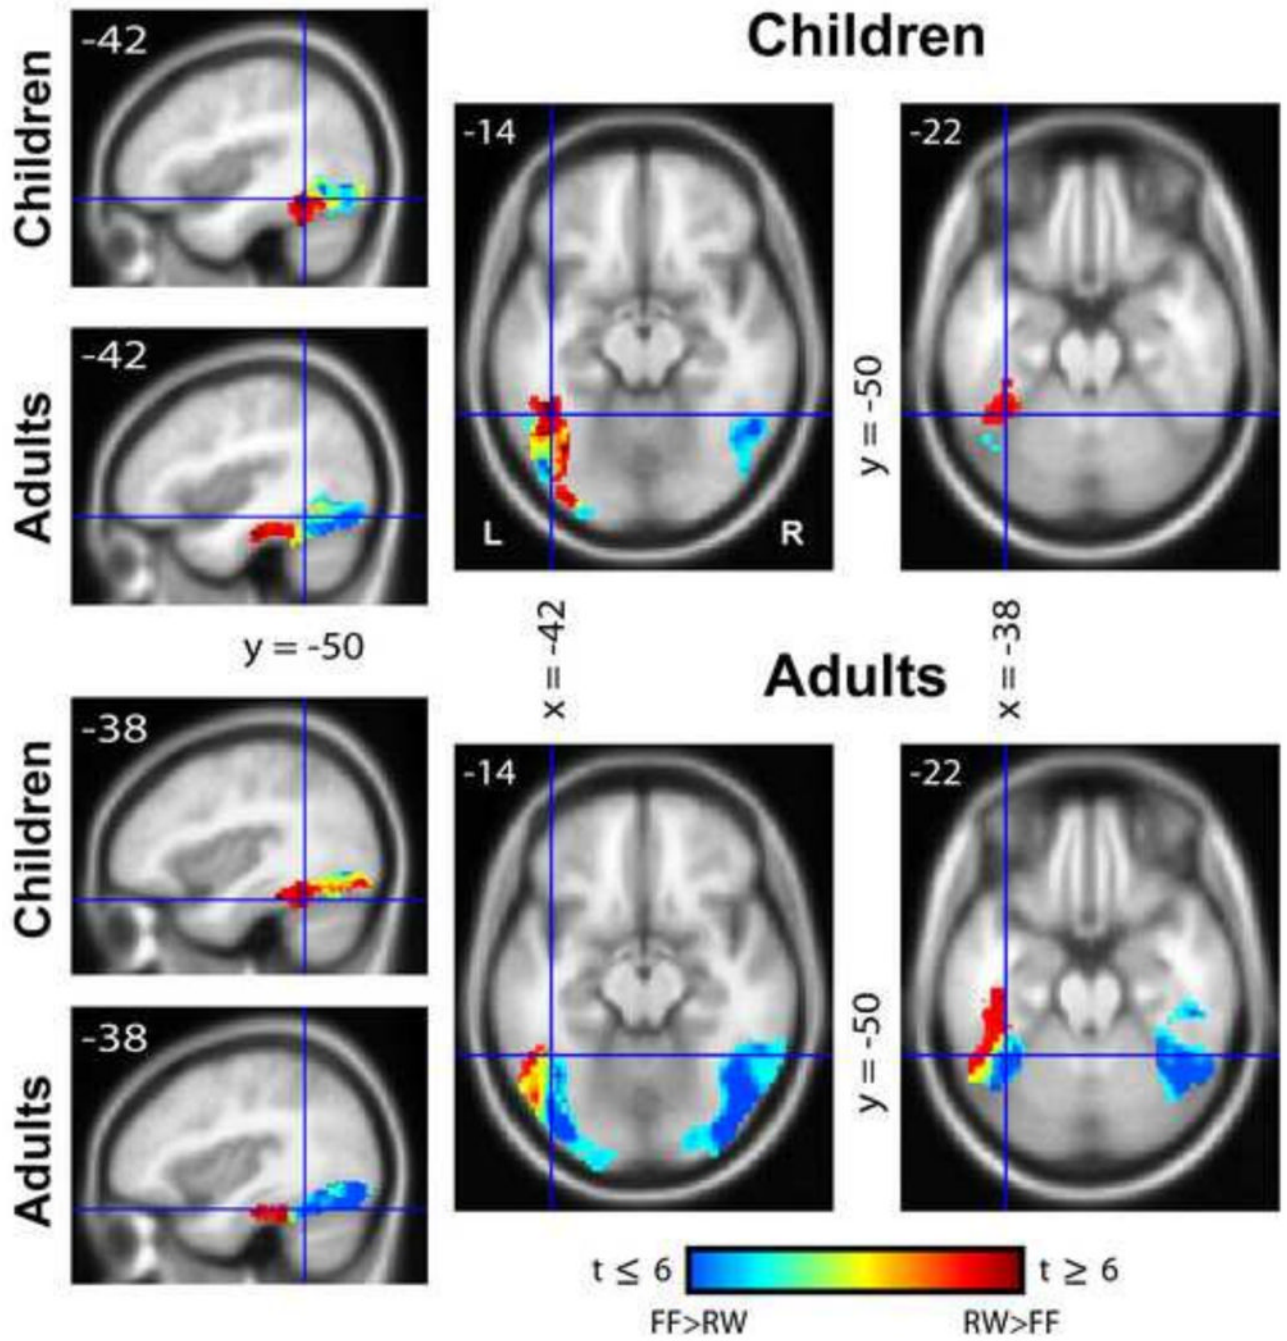 Children
-42
Children
-14
L
R
y = -50
-22
Adults
-42
y = -50
x = -42
x = -38
Adults
Children
-38
-14
y = -50
-22
Adults
-38
t ≤ 6
t ≥ 6
FF>RW
RW>FF